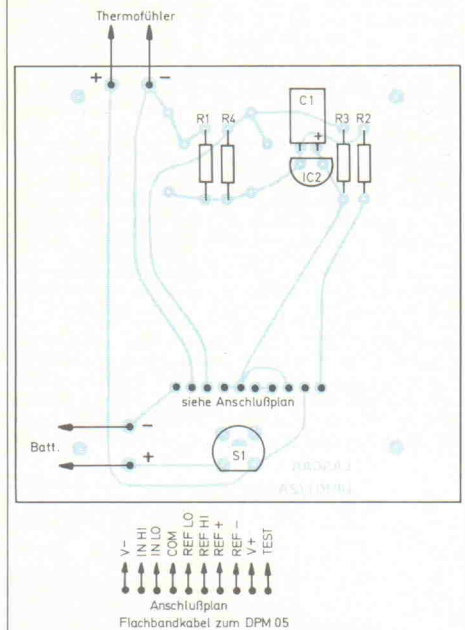 Thermofühler
+ -
C1
R1 R4 R3 R2
+
IC2
siehe Anschlußplan
-
Batt.
+
S1
LASCAR
V-
IN HI
IN LO
COM
REF LO
REF HI
REF +
REF -
V+
TEST
Anschlußplan
Flachbandkabel zum DPM 05